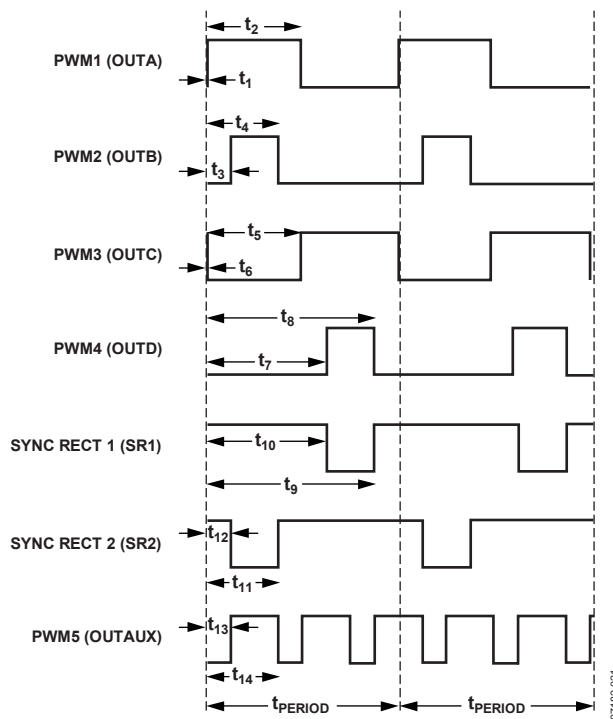 t2
PWM1 (OUTA)
t1
t4
PWM2 (OUTB)
t3
t5
PWM3 (OUTC)
t6
t8
PWM4 (OUTD)
t7
SYNC RECT 1 (SR1)
t10
t9
SYNC RECT 2 (SR2)
t12
t11
PWM5 (OUTAUX)
t13
t14
tPERIOD tPERIOD